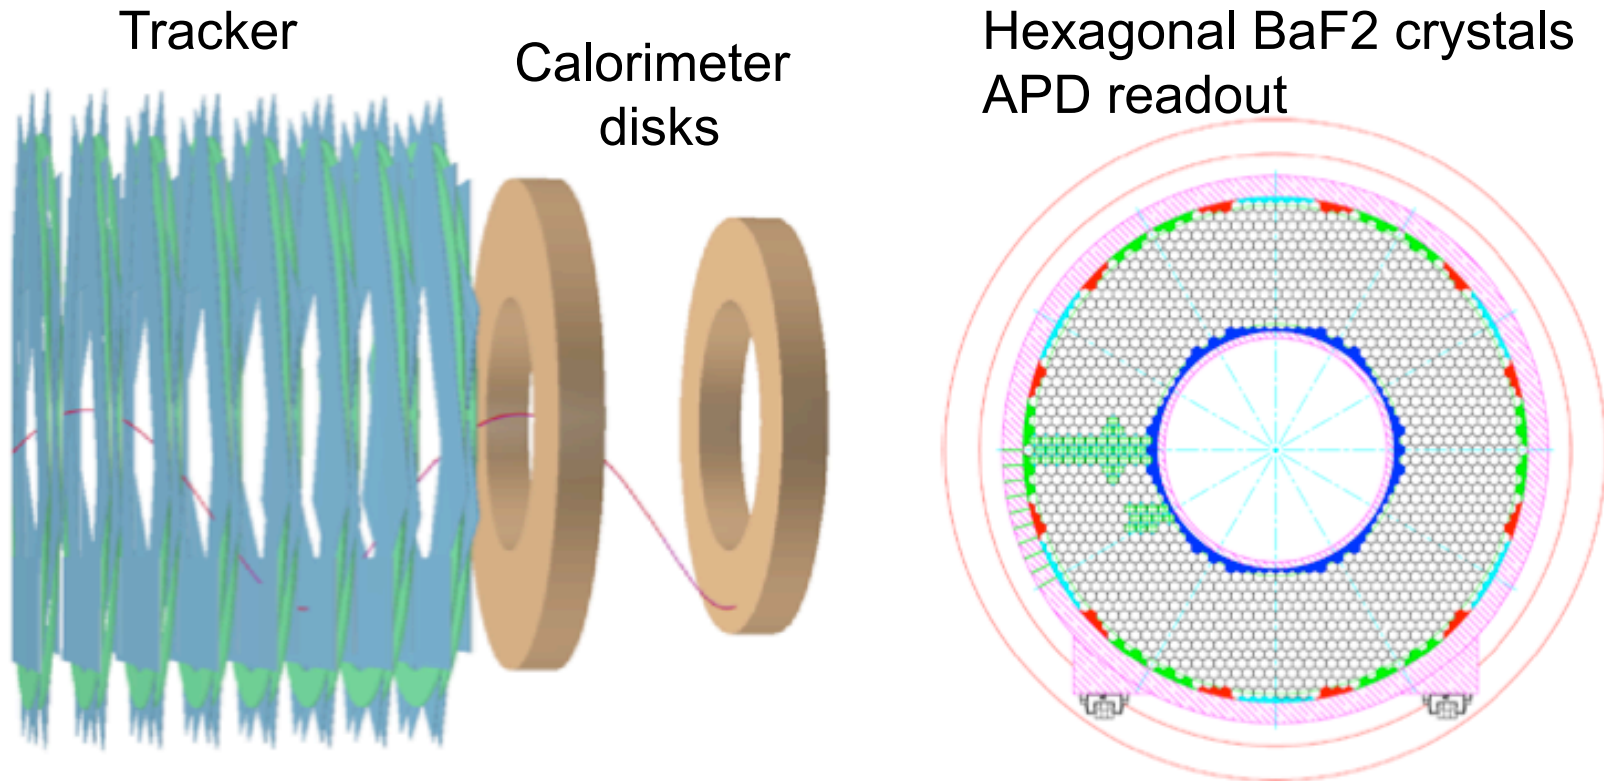 Tracker
Calorimeter
disks
Hexagonal BaF2 crystals
APD readout